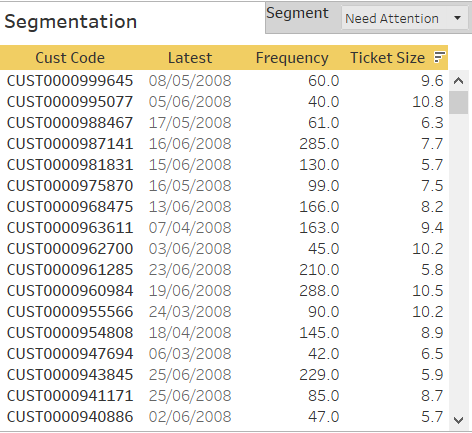 Segmentation
Segment Need Attention
Cust Code Latest Frequency Ticket Size
CUST0000999645 08/05/2008 60.0 9.6
CUST0000995077 05/06/2008 40.0 10.8
CUST0000988467 17/05/2008 61.0 6.3
CUST0000987141 16/06/2008 285.0 7.7
CUST0000981831 15/06/2008 130.0 5.7
CUST0000975870 16/05/2008 99.0 7.5
CUST0000968475 13/06/2008 166.0 8.2
CUST0000963611 07/04/2008 163.0 9.4
CUST0000962700 03/06/2008 45.0 10.2
CUST0000961285 23/06/2008 210.0 5.8
CUST0000960984 19/06/2008 288.0 10.5
CUST0000955566 24/03/2008 90.0 10.2
CUST0000954808 18/04/2008 145.0 8.9
CUST0000947694 06/03/2008 42.0 6.5
CUST0000943845 25/06/2008 229.0 5.9
CUST0000941171 25/06/2008 85.0 8.7
CUST0000940886 02/06/2008 47.0 5.7